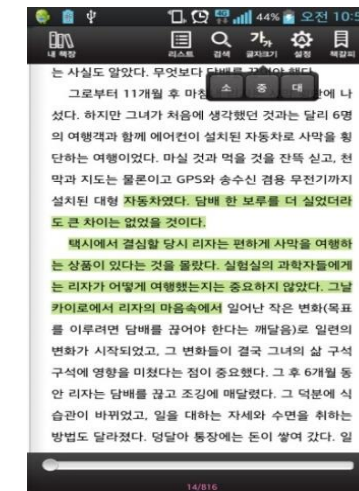 44% 오전 10:5
내 책장 리스트 검색 글자크기 설정 책갈피
가가
소 중 대
는 사실도 알았다. 무엇보다
그로부터 11개월 후 마침 에 나
섰다. 하지만 그녀가 처음에 생각했던 것과는 달리 6명
의 여행객과 함께 에어컨이 설치된 자동차로 사막을 횡
단하는 여행이었다. 마실 것과 먹을 것을 잔뜩 싣고, 천
막과 지도는 물론이고 GPS와 송수신 겸용 무전기까지
설치된 대형 자동차였다. 담배 한 보루를 더 실었더라
도 큰 차이는 없었을 것이다.
택시에서 결심할 당시 리자는 편하게 사막을 여행하
는 상품이 있다는 것을 몰랐다. 실험실의 과학자들에게
는 리자가 어떻게 여행했는지는 중요하지 않았다. 그날
카이로에서 리자의 마음속에서 일어난 작은 변화(목표
를 이루려면 담배를 끊어야 한다는 깨달음)로 일련의
변화가 시작되었고, 그 변화들이 결국 그녀의 삶 구석
구석에 영향을 미쳤다는 점이 중요했다. 그 후 6개월 동
안 리자는 담배를 끊고 조깅에 매달렸다. 그 덕분에 식
습관이 바뀌었고, 일을 대하는 자세와 수면을 취하는
방법도 달라졌다. 덩달아 통장에는 돈이 쌓여 갔다. 일
14/816